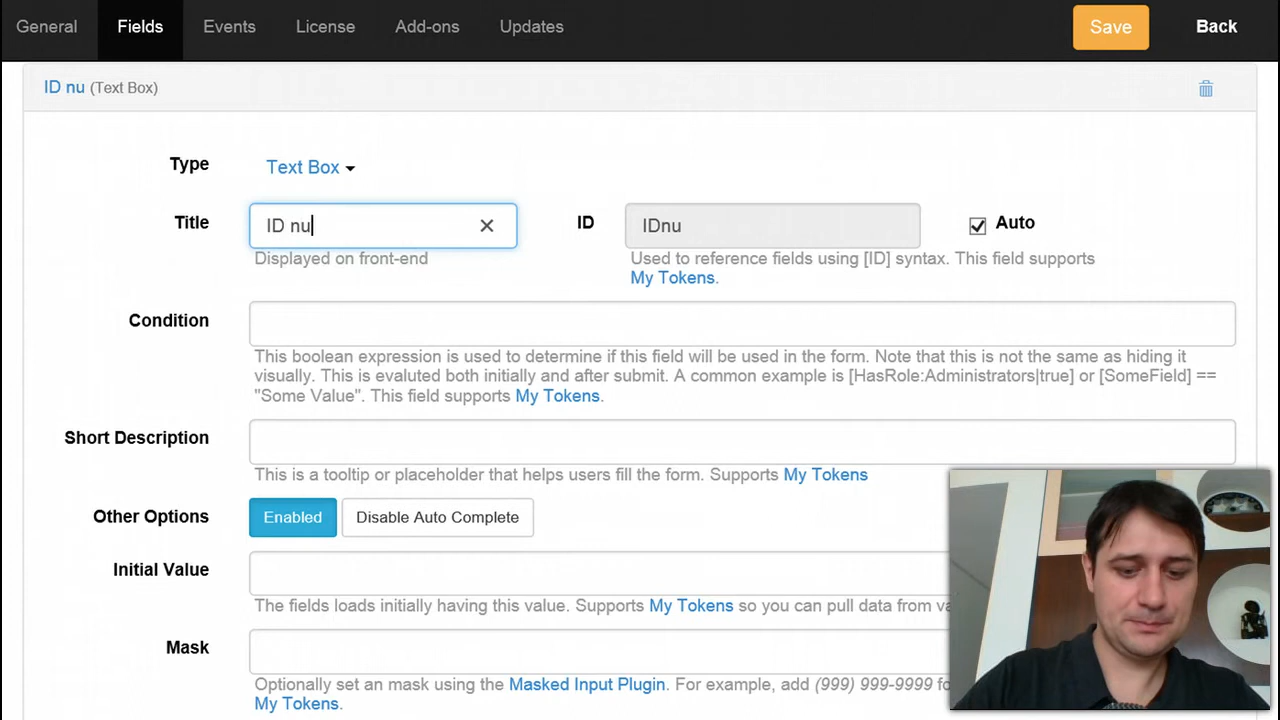 General Fields Events License Add-ons Updates Save Back
ID nu (Text Box)
Type Text Box
Title ID nu ID IDnu Auto
Displayed on front-end Used to reference fields using [ID] syntax. This field supports
My Tokens.
Condition
This boolean expression is used to determine if this field will be used in the form. Note that this is not the same as hiding it
visually. This is evaluted both initially and after submit. A common example is [HasRole:Administrators|true] or [SomeField] ==
"Some Value". This field supports My Tokens.
Short Description
This is a tooltip or placeholder that helps users fill the form. Supports My Tokens
Other Options Enabled Disable Auto Complete
Initial Value
The fields loads initially having this value. Supports My Tokens so you can pull data from
Mask
Optionally set an mask using the Masked Input Plugin. For example, add (999) 999-9999
My Tokens.